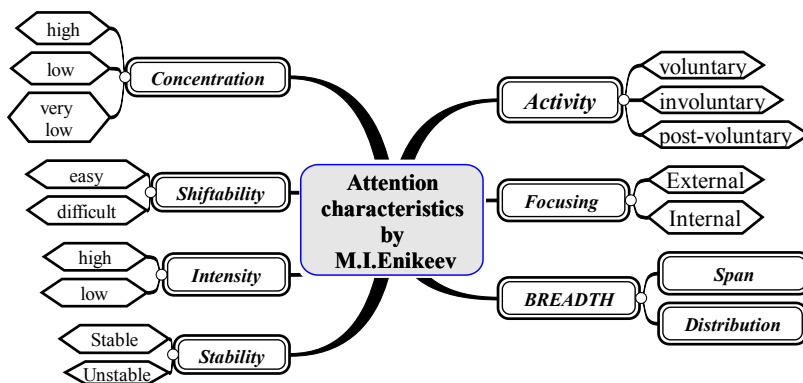 high
low
very
low
Concentration
easy
difficult
Shiftability
high
low
Intensity
Stable
Unstable
Stability
Attention
characteristics
by
M.I.Enikeev
Activity
voluntary
involuntary
post-voluntary
Focusing
External
Internal
BREADTH
Span
Distribution